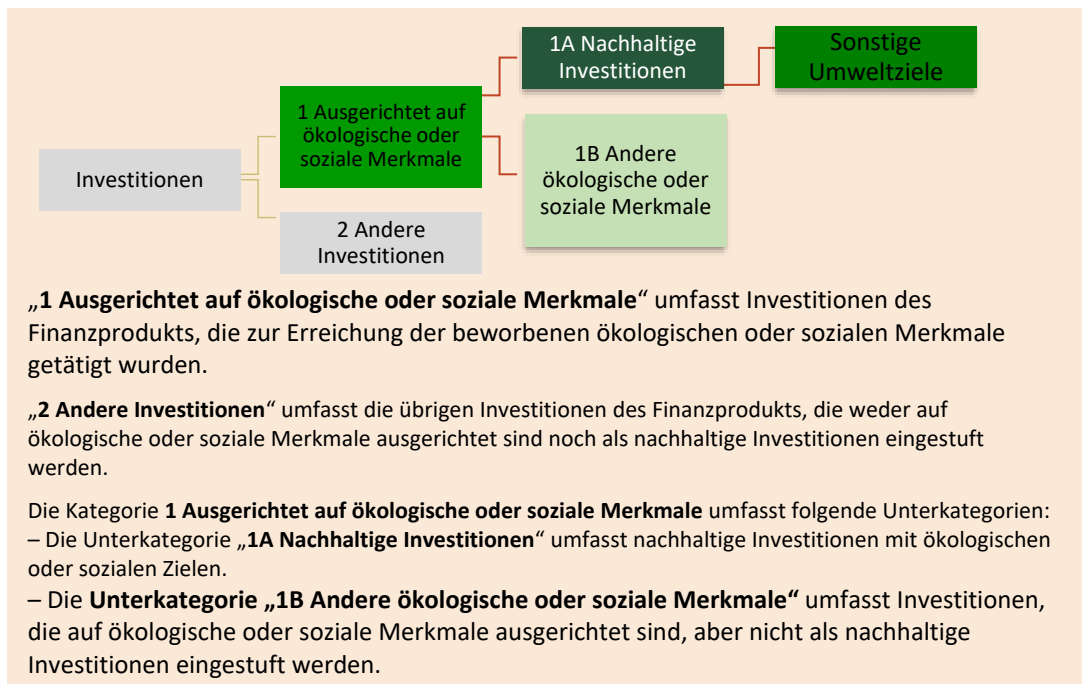 1A Nachhaltige
Investitionen
Sonstige
Umweltziele
1 Ausgerichtet auf
ökologische oder
soziale Merkmale
1B Andere
ökologische oder
soziale Merkmale
Investitionen
2 Andere
Investitionen
„1 Ausgerichtet auf ökologische oder soziale Merkmale“ umfasst Investitionen des
Finanzprodukts, die zur Erreichung der beworbenen ökologischen oder sozialen Merkmale
getätigt wurden.
„2 Andere Investitionen“ umfasst die übrigen Investitionen des Finanzprodukts, die weder auf
ökologische oder soziale Merkmale ausgerichtet sind noch als nachhaltige Investitionen eingestuft
werden.
Die Kategorie 1 Ausgerichtet auf ökologische oder soziale Merkmale umfasst folgende Unterkategorien:
– Die Unterkategorie „1A Nachhaltige Investitionen“ umfasst nachhaltige Investitionen mit ökologischen
oder sozialen Zielen.
– Die Unterkategorie „1B Andere ökologische oder soziale Merkmale“ umfasst Investitionen,
die auf ökologische oder soziale Merkmale ausgerichtet sind, aber nicht als nachhaltige
Investitionen eingestuft werden.